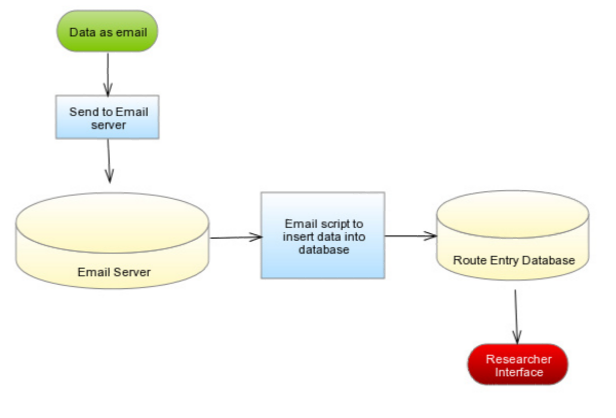 Data as email
Send to Email
server
Email Server
Email script to
insert data into
database
Route Entry Database
Researcher
Interface